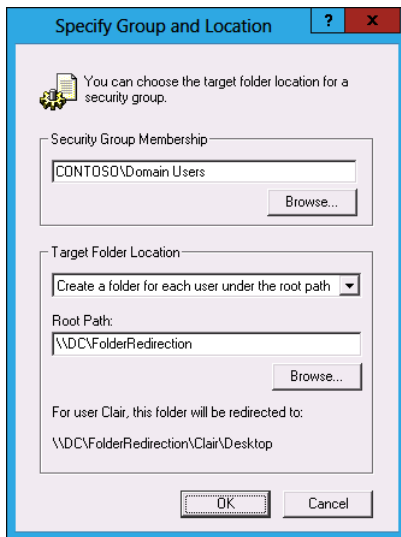 Specify Group and Location
?
x
You can choose the target folder location for a
security group.
Security Group Membership
CONTOSO\Domain Users
Browse...
Target Folder Location
Create a folder for each user under the root path
Root Path:
\\DC\FolderRedirection
Browse...
For user Clair, this folder will be redirected to:
\\DC\FolderRedirection\Clair\Desktop
OK
Cancel